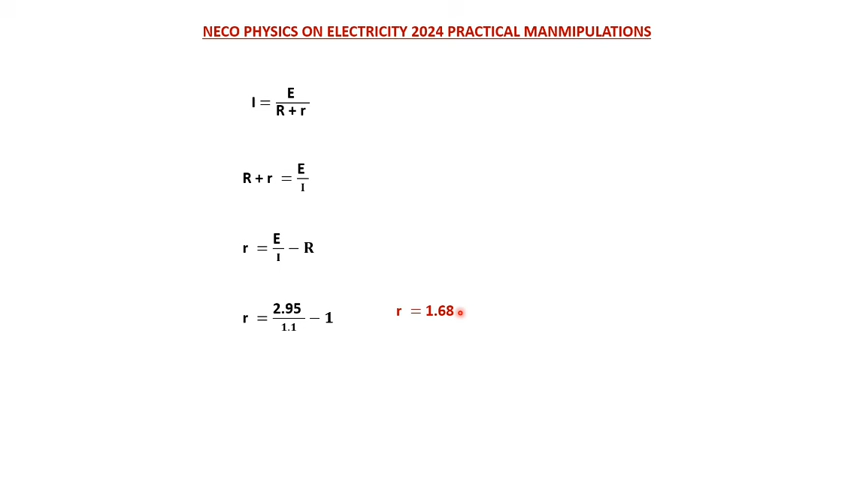 NECO PHYSICS ON ELECTRICITY 2024 PRACTICAL MANMIPULATIONS
I = E / (R + r)
R + r = E / I
r = E / I − R
r = 2.95 / 1.1 − 1 r = 1.68